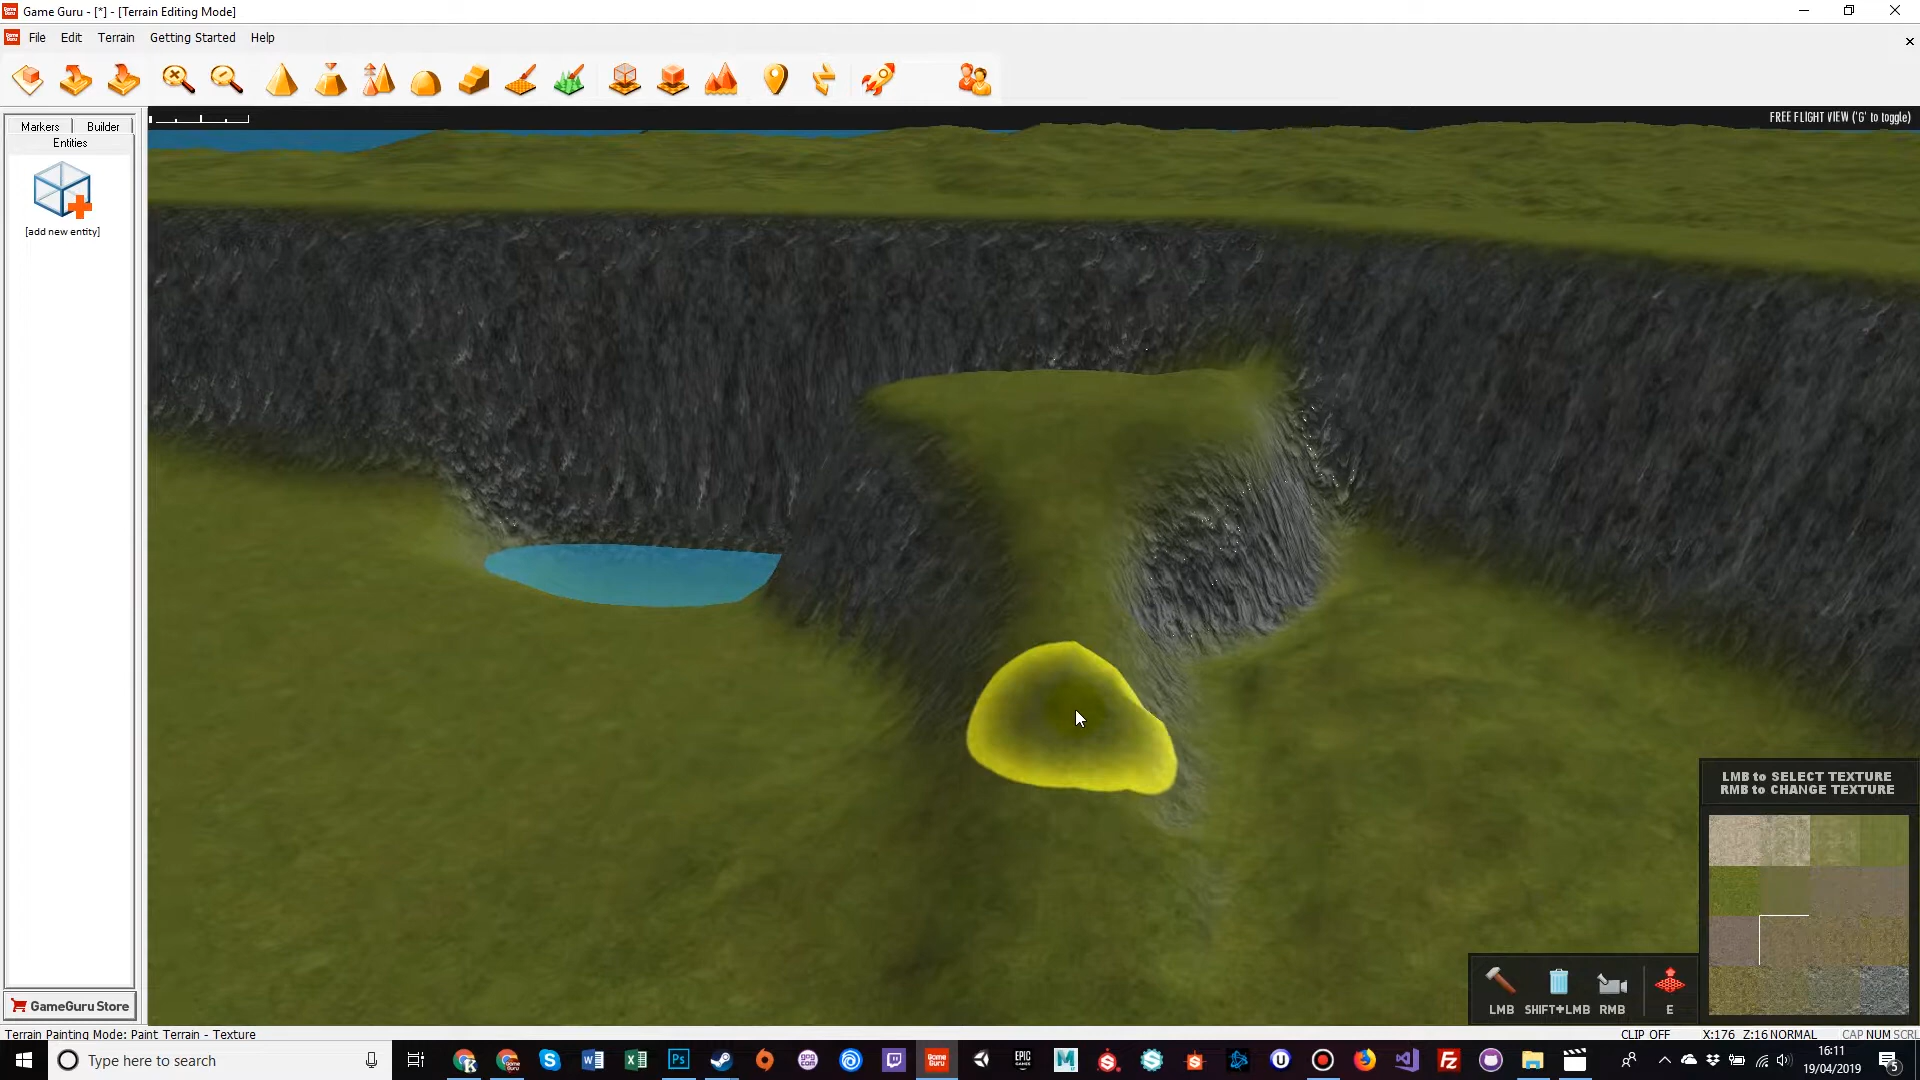 Game Guru - [*] - [Terrain Editing Mode]
File Edit Terrain Getting Started Help
Markers Builder
Entities
FREE FLIGHT VIEW ('G' to toggle)
[add new entity]
LMB to SELECT TEXTURE
RMB to CHANGE TEXTURE
GameGuru Store
LMB SHIFT+LMB RMB E
Terrain Painting Mode: Paint Terrain - Texture
CLIP OFF X:176 Z:16 NORMAL CAP NUM SCRL
Type here to search
16:11
19/04/2019
5